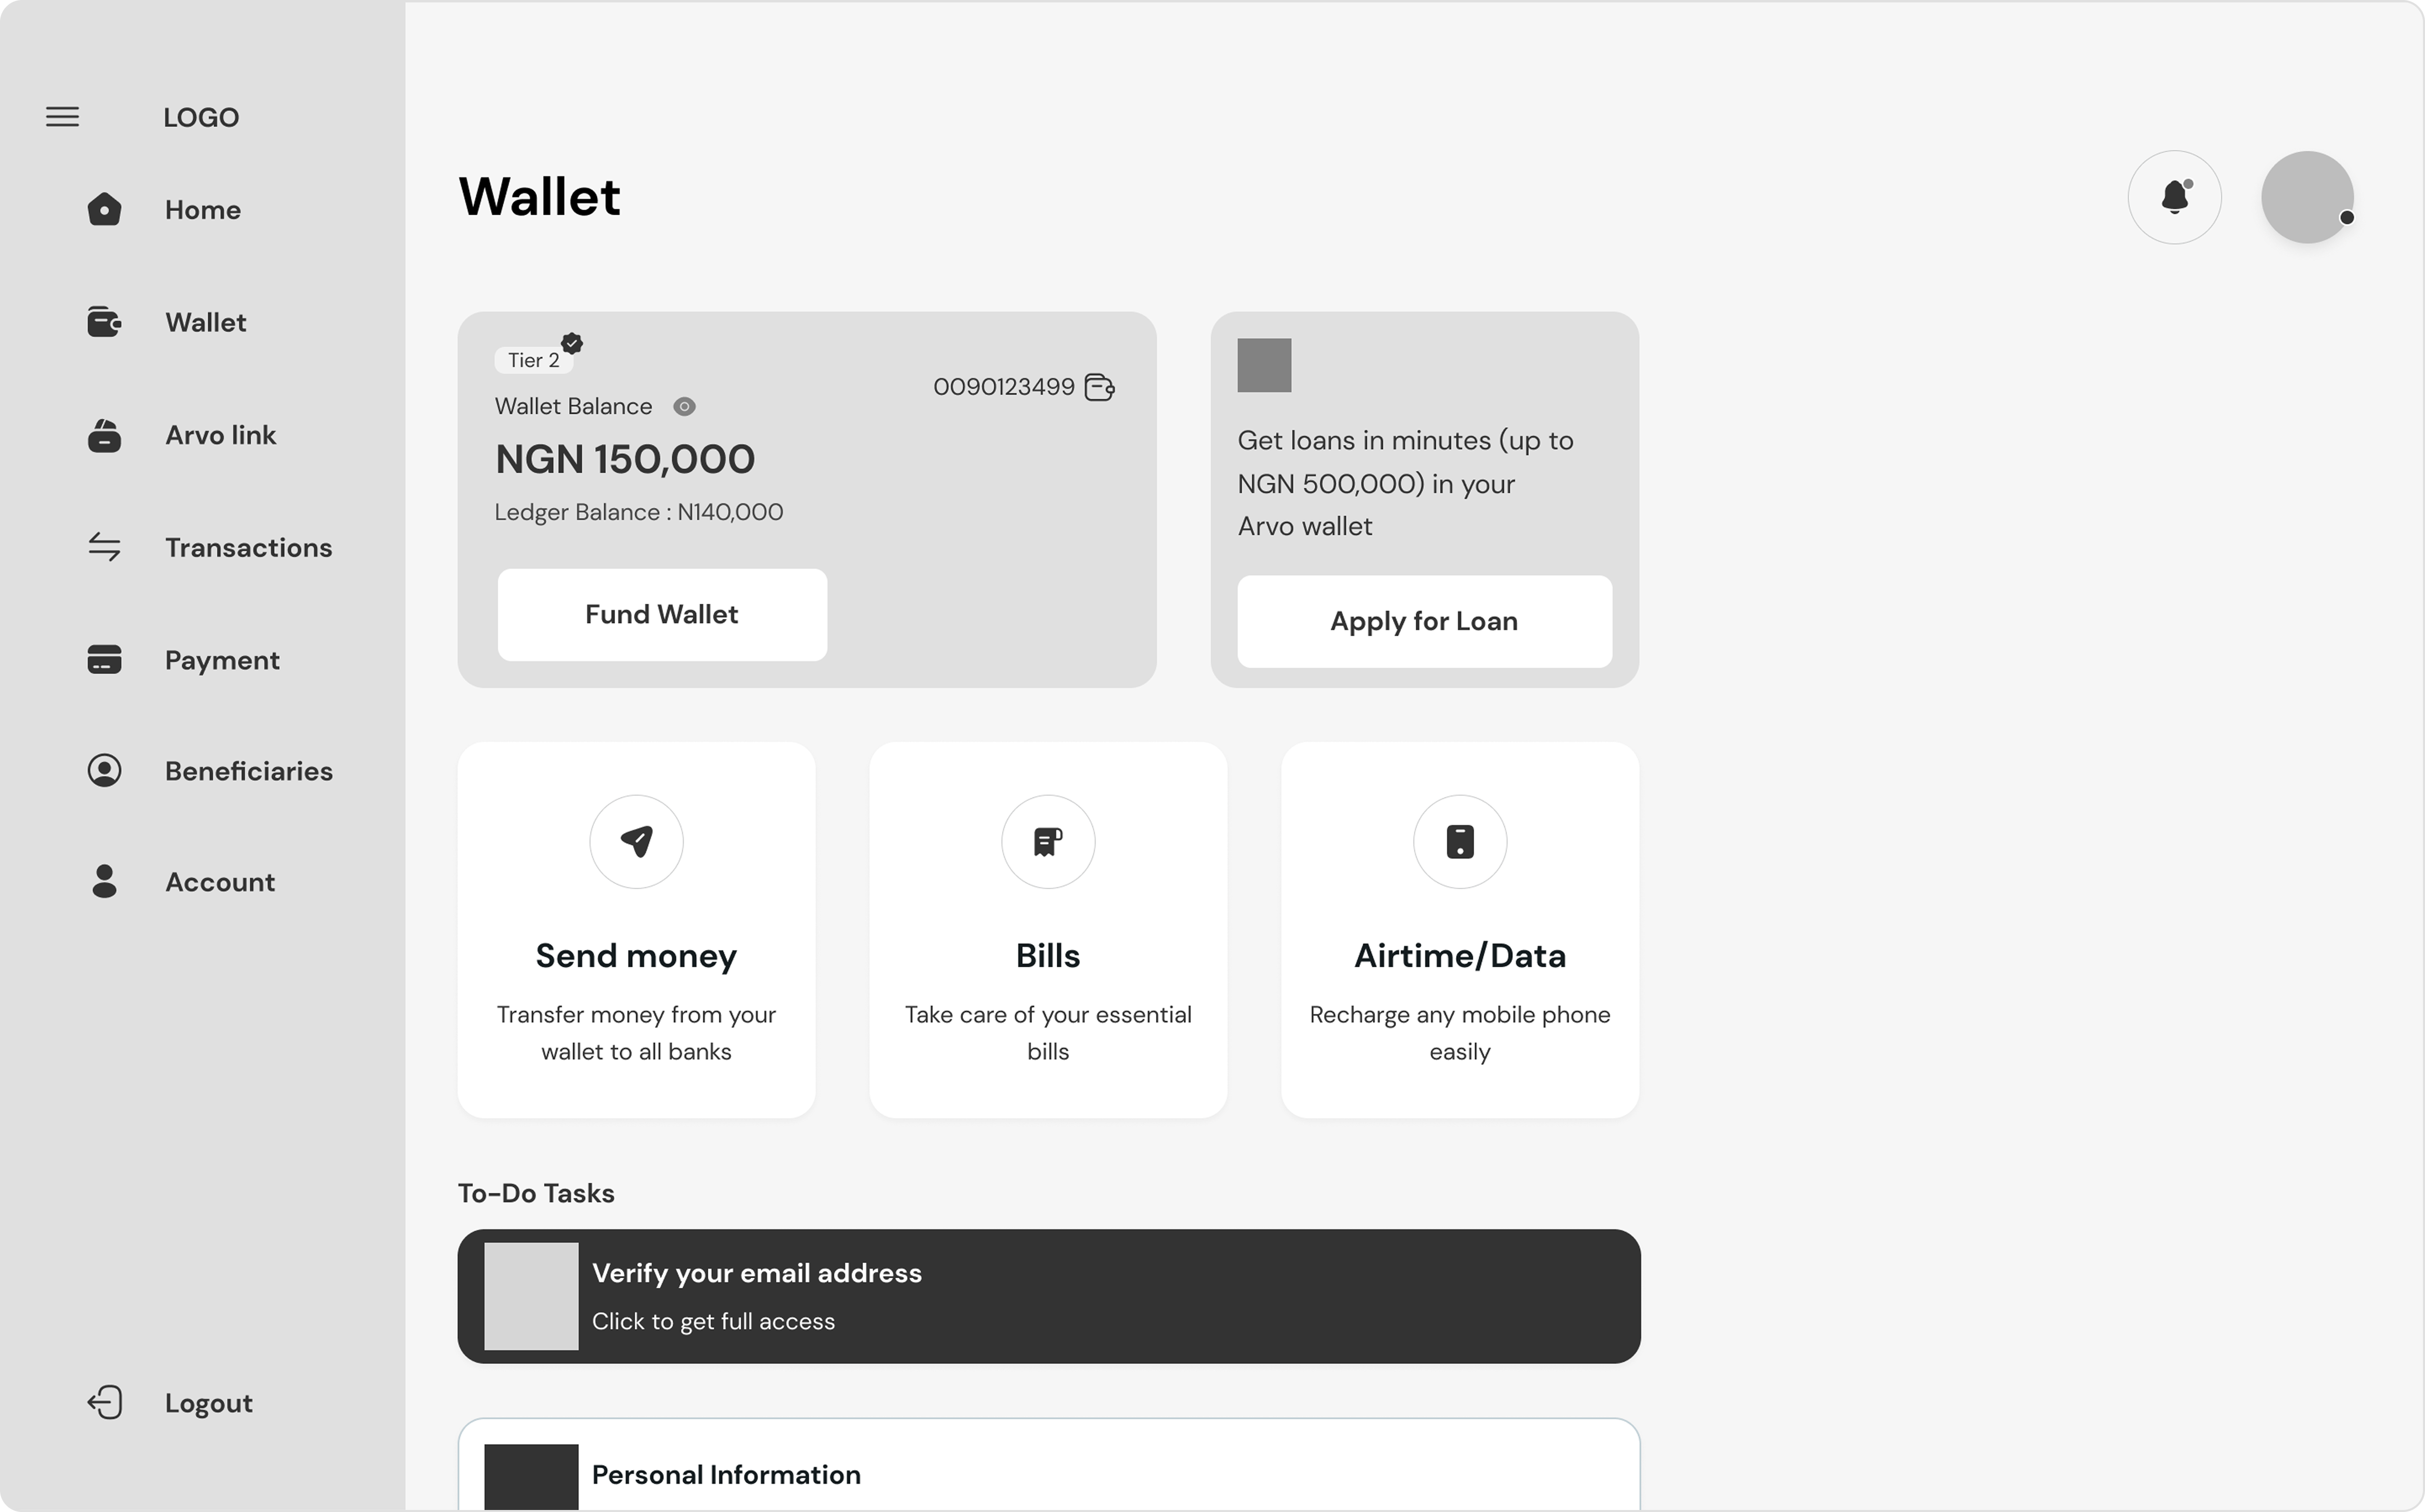 LOGO
Home
Wallet
Arvo link
Transactions
Payment
Beneficiaries
Account
Logout
Wallet
Tier 2
Wallet Balance
0090123499
NGN 150,000
Ledger Balance : N140,000
Fund Wallet
Get loans in minutes (up to
NGN 500,000) in your
Arvo wallet
Apply for Loan
Send money
Transfer money from your
wallet to all banks
Bills
Take care of your essential
bills
Airtime/Data
Recharge any mobile phone
easily
To-Do Tasks
Verify your email address
Click to get full access
Personal Information